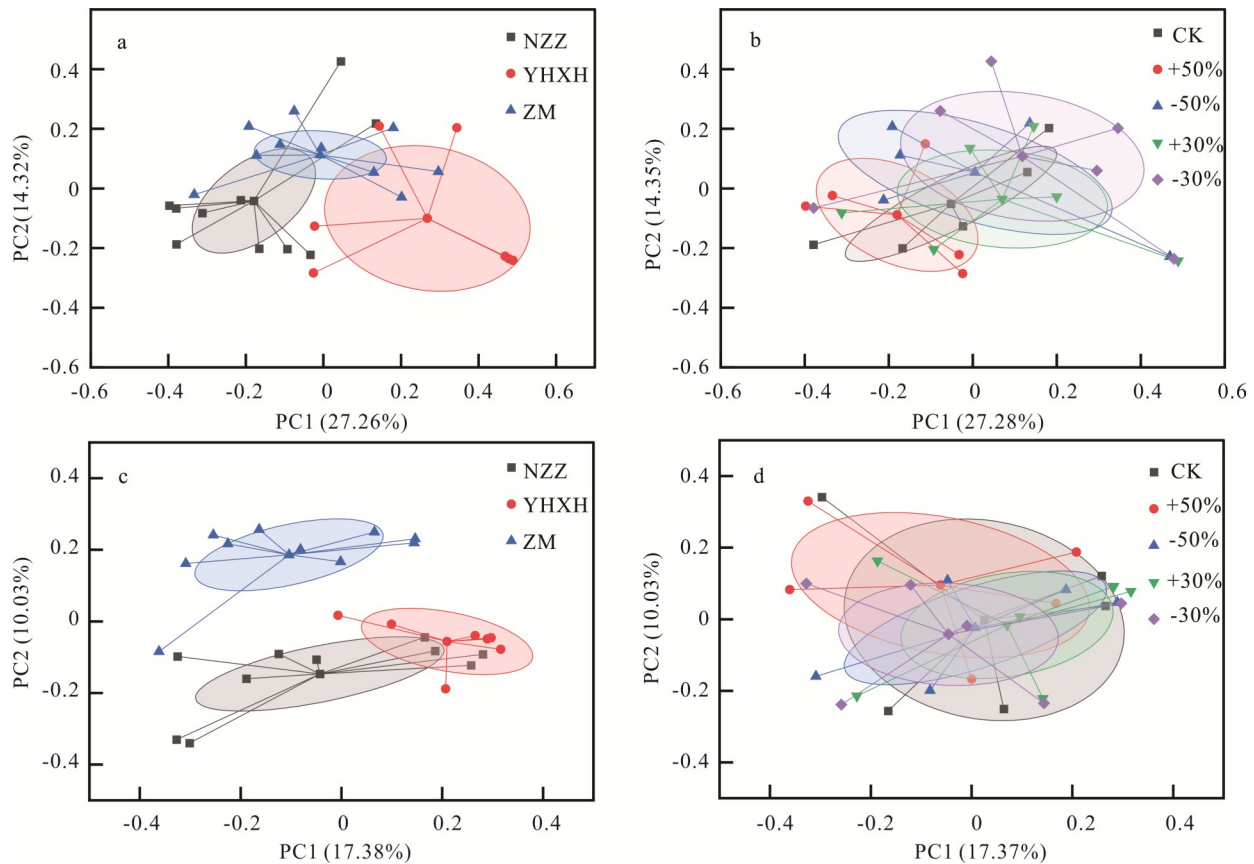 a
NZZ
YHXH
ZM
0.4
0.2
0
-0.2
-0.4
-0.6
PC2 (14.32%)
-0.6
-0.4
-0.2
0
0.2
0.4
0.6
PC1 (27.26%)
b
CK
+50%
-50%
+30%
-30%
0.4
0.2
0
-0.2
-0.4
-0.6
PC2 (14.35%)
-0.6
-0.4
-0.2
0
0.2
0.4
0.6
PC1 (27.28%)
c
NZZ
YHXH
ZM
0.4
0.2
0
-0.2
-0.4
PC2 (10.03%)
-0.4
-0.2
0
0.2
0.4
PC1 (17.38%)
d
CK
+50%
-50%
+30%
-30%
0.4
0.2
0
-0.2
-0.4
PC2 (10.03%)
-0.4
-0.2
0
0.2
0.4
PC1 (17.37%)